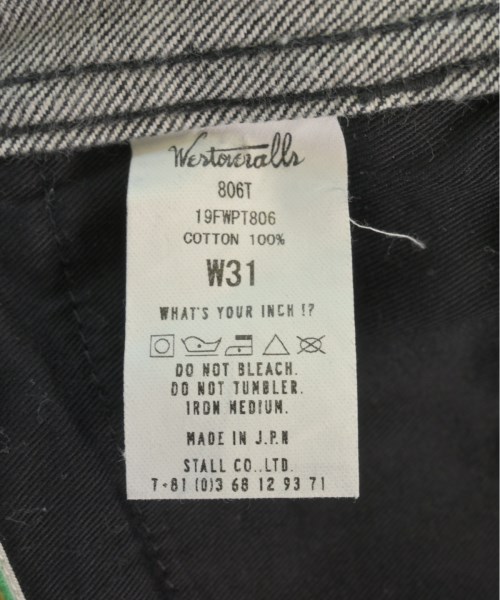 Westoveralls
806T
19FWPT806
COTTON 100%
W31
WHAT'S YOUR INCH !?
DO NOT BLEACH.
DO NOT TUMBLER.
IRON MEDIUM.
MADE IN J.P.N
STALL CO.,LTD.
T+81 (0)3 68 12 93 71